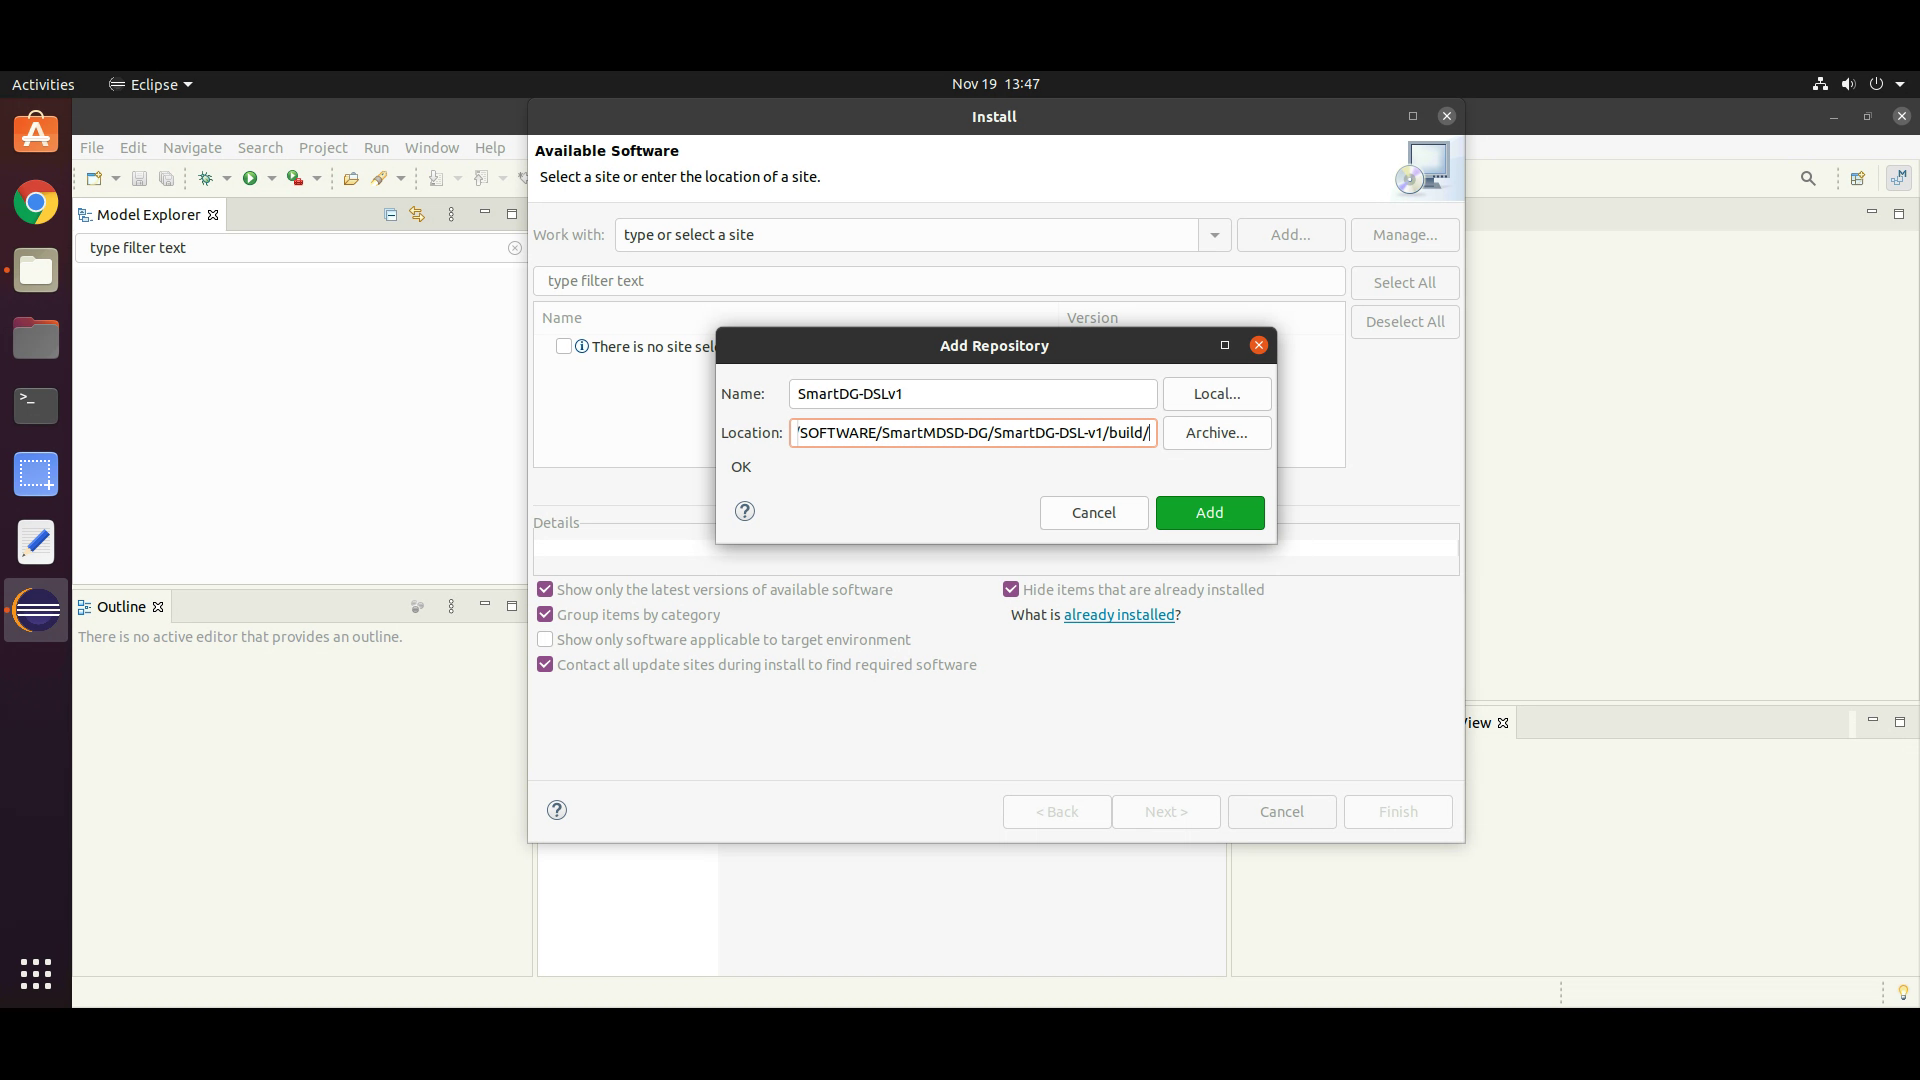 Activities Eclipse Nov 19 13:47
Install
File Edit Navigate Search Project Run Window Help
Available Software
Select a site or enter the location of a site.
Model Explorer
type filter text
Work with: type or select a site Add... Manage...
type filter text Select All
Name Version Deselect All
There is no site sel
Add Repository
Name: SmartDG-DSLv1 Local...
Location: /SOFTWARE/SmartMDSD-DG/SmartDG-DSL-v1/build/ Archive...
OK
Cancel Add
Details
Show only the latest versions of available software Hide items that are already installed
Group items by category What is already installed?
Show only software applicable to target environment
Contact all update sites during install to find required software
Outline
There is no active editor that provides an outline.
View
< Back Next > Cancel Finish